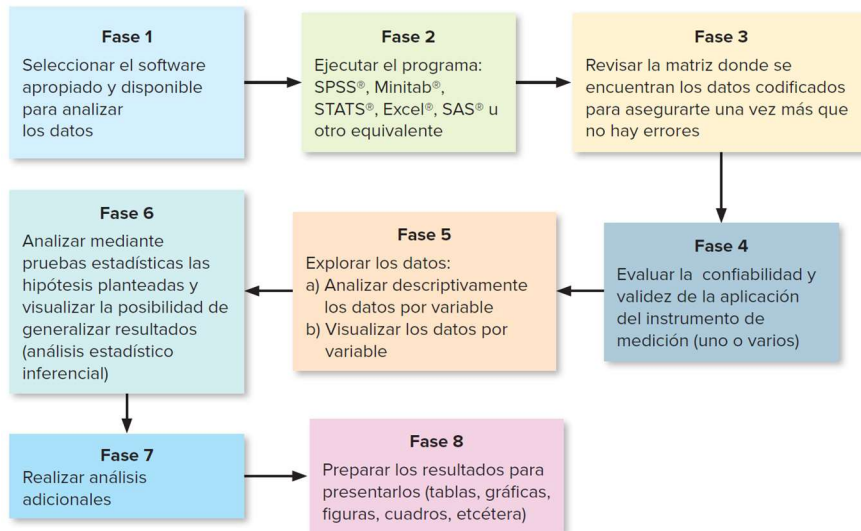 Fase 1
Seleccionar el software
apropiado y disponible
para analizar
los datos
Fase 2
Ejecutar el programa:
SPSS®, Minitab®,
STATS®, Excel®, SAS® u
otro equivalente
Fase 3
Revisar la matriz donde se
encuentran los datos codificados
para asegurarte una vez más que
no hay errores
Fase 4
Evaluar la confiabilidad y
validez de la aplicación
del instrumento de
medición (uno o varios)
Fase 5
Explorar los datos:
a) Analizar descriptivamente
los datos por variable
b) Visualizar los datos por
variable
Fase 6
Analizar mediante
pruebas estadísticas las
hipótesis planteadas y
visualizar la posibilidad de
generalizar resultados
(análisis estadístico
inferencial)
Fase 7
Realizar análisis
adicionales
Fase 8
Preparar los resultados para
presentarlos (tablas, gráficas,
figuras, cuadros, etcétera)